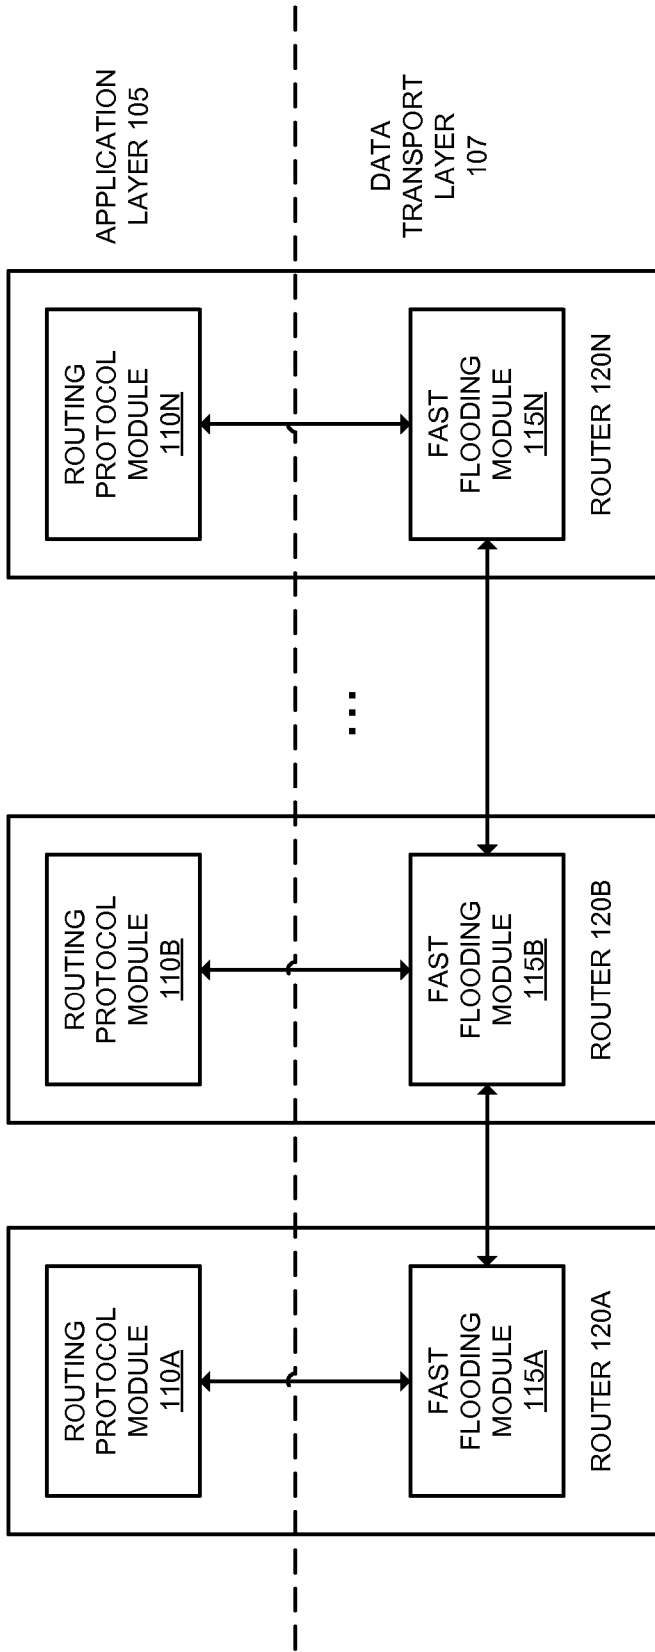 ROUTING
PROTOCOL
MODULE
110A
ROUTING
PROTOCOL
MODULE
110B
ROUTING
PROTOCOL
MODULE
110N
APPLICATION
LAYER 105
FAST
FLOODING
MODULE
115A
ROUTER 120A
FAST
FLOODING
MODULE
115B
ROUTER 120B
...
FAST
FLOODING
MODULE
115N
ROUTER 120N
DATA
TRANSPORT
LAYER
107